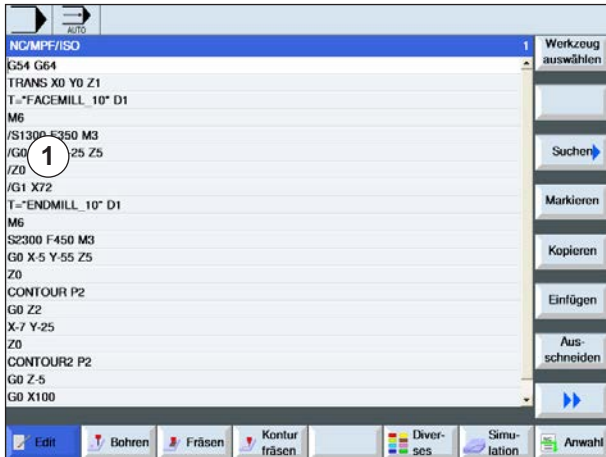 AUTO
NC/MPF/ISO 1
G54 G64
TRANS X0 Y0 Z1
T="FACEMILL_10" D1
M6
/S1300 F350 M3
/G0 -25 Z5
1
/Z0
/G1 X72
T="ENDMILL_10" D1
M6
S2300 F450 M3
G0 X-5 Y-55 Z5
Z0
CONTOUR P2
G0 Z2
X-7 Y-25
Z0
CONTOUR2 P2
G0 Z-5
G0 X100
Werkzeug
auswählen
Suchen
Markieren
Kopieren
Einfügen
Aus-
schneiden
Edit
Bohren
Fräsen
Kontur
fräsen
Diver-
ses
Simu-
lation
Anwahl